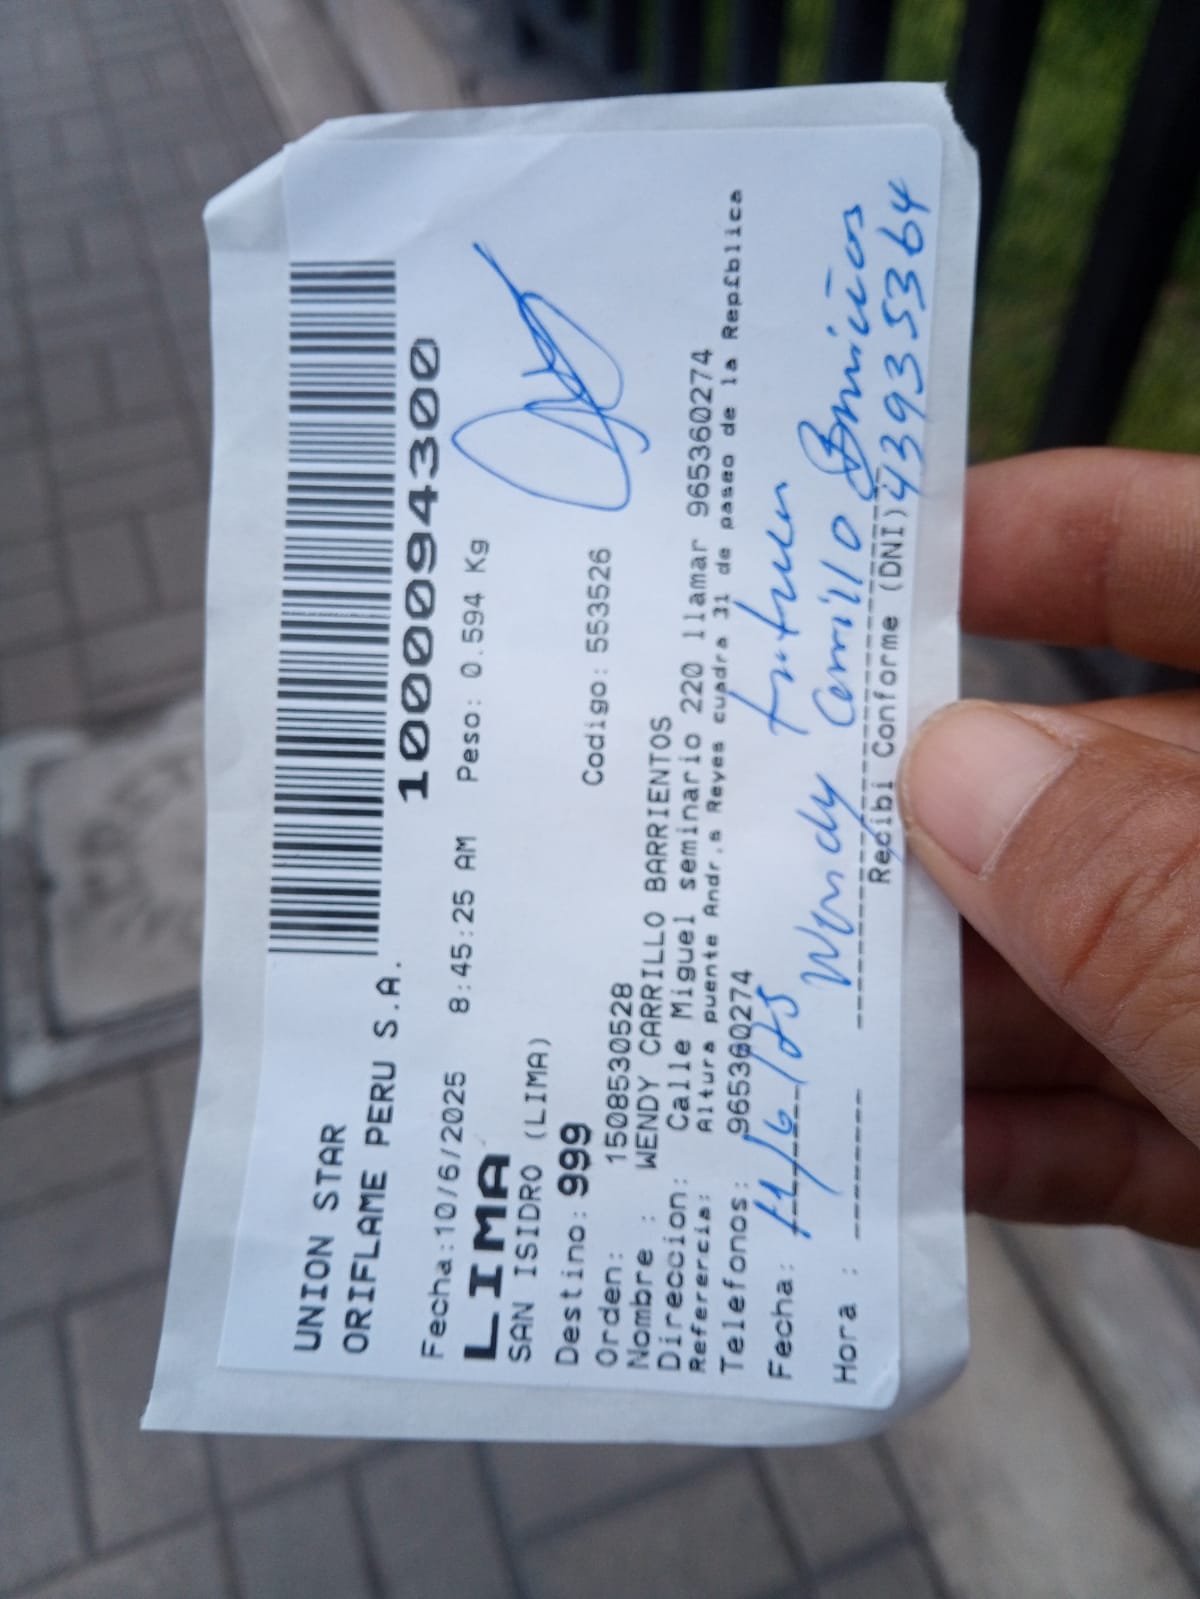 UNION STAR
ORIFLAME PERU S.A.
1000094300
Fecha:10/6/2025 8:45:25 AM Peso: 0.594 Kg
LIMA
SAN ISIDRO (LIMA)
Destino: 999 Codigo: 553526
Orden: 1508530528
Nombre : WENDY CARRILLO BARRIENTOS
Direccion: Calle Miguel seminario 220 llamar 965360274
Referercia: Altura puente Andr.s Reyes cuadra 31 de paseo de la Repfblica
Telefonos: 965360274
Fecha: 11/6/25
Wendy Carrillo Barrientos
Hora :
Recibi Conforme (DNI) 43935364